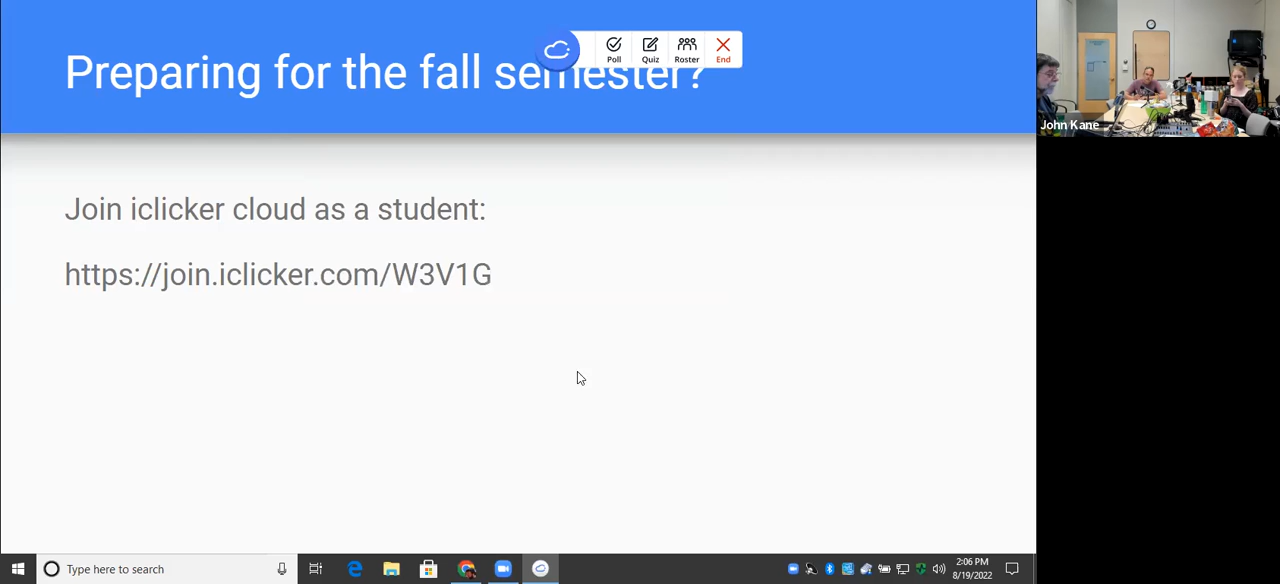 Preparing for the fall semester?
Poll
Quiz
Roster
End
John Kane
Join iclicker cloud as a student:
https://join.iclicker.com/W3V1G
Type here to search
2:06 PM
8/19/2022